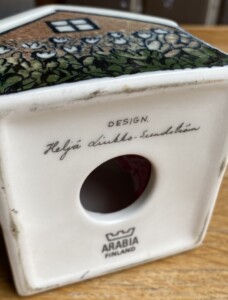 DESIGN.
Heljä Liukko-Sundström
ARABIA
FINLAND